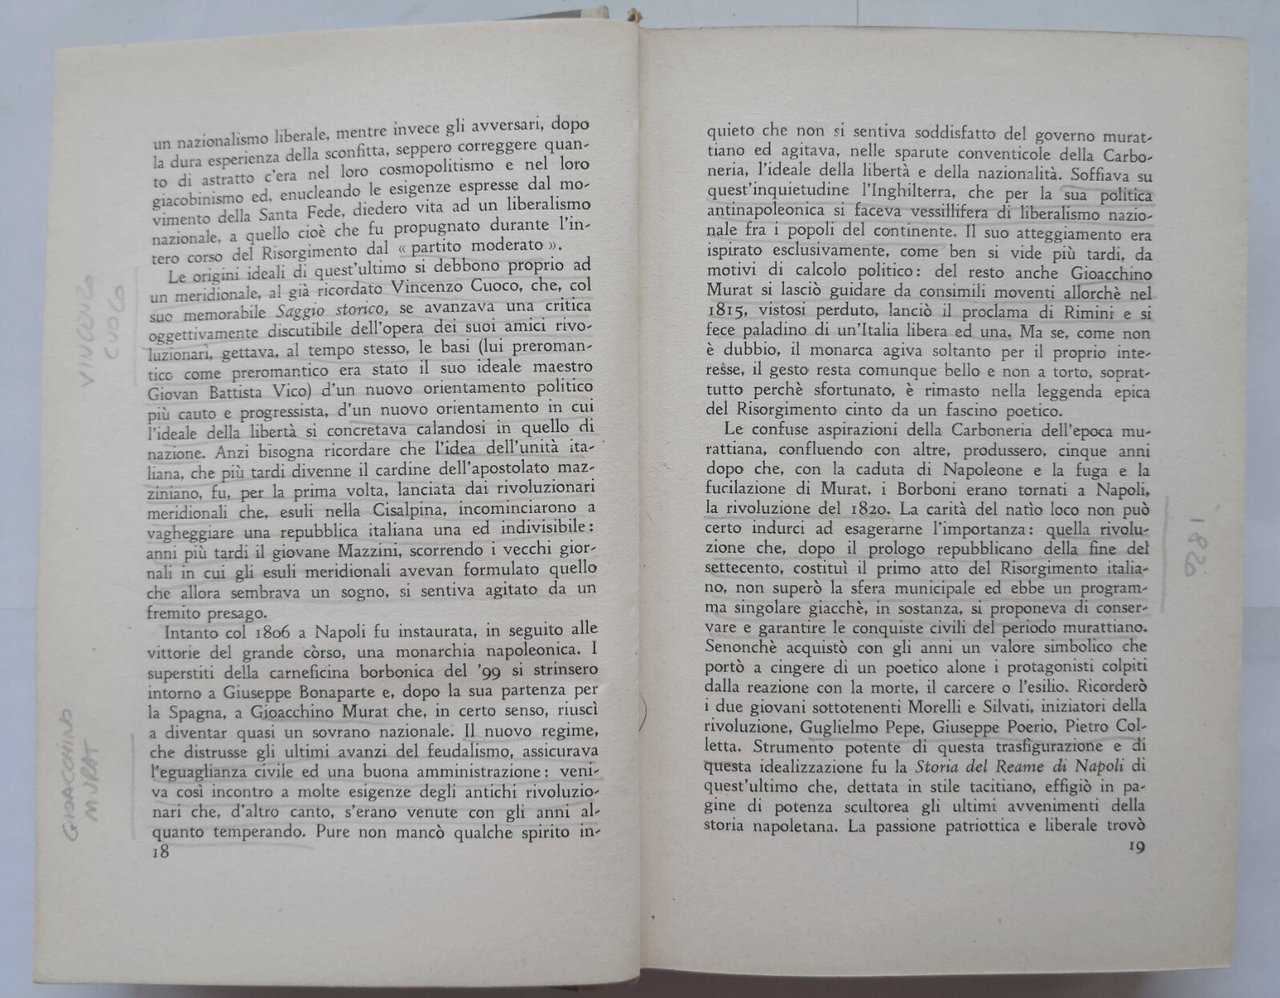 un nazionalismo liberale, mentre invece gli avversari, dopo
la dura esperienza della sconfitta, seppero correggere quan-
to di astratto c'era nel loro cosmopolitismo e nel loro
giacobinismo ed, enucleando le esigenze espresse dal mo-
vimento della Santa Fede, diedero vita ad un liberalismo
nazionale, a quello cioè che fu propugnato durante l'in-
tero corso del Risorgimento dal « partito moderato ».
Le origini ideali di quest'ultimo si debbono proprio ad
un meridionale, al già ricordato Vincenzo Cuoco, che, col
suo memorabile Saggio storico, se avanzava una critica
oggettivamente discutibile dell'opera dei suoi amici rivo-
luzionari, gettava, al tempo stesso, le basi (lui preroman-
tico come preromantico era stato il suo ideale maestro
Giovan Battista Vico) d'un nuovo orientamento politico
più cauto e progressista, d'un nuovo orientamento in cui
l'ideale della libertà si concretava calandosi in quello di
nazione. Anzi bisogna ricordare che l'idea dell'unità ita-
liana, che più tardi divenne il cardine dell'apostolato maz-
ziniano, fu, per la prima volta, lanciata dai rivoluzionari
meridionali che, esuli nella Cisalpina, incominciarono a
vagheggiare una repubblica italiana una ed indivisibile:
anni più tardi il giovane Mazzini, scorrendo i vecchi gior-
nali in cui gli esuli meridionali avevan formulato quello
che allora sembrava un sogno, si sentiva agitato da un
fremito presago.
Intanto col 1806 a Napoli fu instaurata, in seguito alle
vittorie del grande còrso, una monarchia napoleonica. I
superstiti della carneficina borbonica del '99 si strinsero
intorno a Giuseppe Bonaparte e, dopo la sua partenza per
la Spagna, a Gioacchino Murat che, in certo senso, riuscì
a diventar quasi un sovrano nazionale. Il nuovo regime,
che distrusse gli ultimi avanzi del feudalismo, assicurava
l'eguaglianza civile ed una buona amministrazione: veni-
va così incontro a molte esigenze degli antichi rivoluzio-
nari che, d'altro canto, s'erano venute con gli anni al-
quanto temperando. Pure non mancò qualche spirito in-
18
VINCENZO
CUOCO
GIOACCHINO
MURAT
quieto che non si sentiva soddisfatto del governo murat-
tiano ed agitava, nelle sparute conventicole della Carbo-
neria, l'ideale della libertà e della nazionalità. Soffiava su
quest'inquietudine l'Inghilterra, che per la sua politica
antinapoleonica si faceva vessillifera di liberalismo nazio-
nale fra i popoli del continente. Il suo atteggiamento era
ispirato esclusivamente, come ben si vide più tardi, da
motivi di calcolo politico: del resto anche Gioacchino
Murat si lasciò guidare da consimili moventi allorchè nel
1815, vistosi perduto, lanciò il proclama di Rimini e si
fece paladino di un'Italia libera ed una. Ma se, come non
è dubbio, il monarca agiva soltanto per il proprio inte-
resse, il gesto resta comunque bello e non a torto, soprat-
tutto perchè sfortunato, è rimasto nella leggenda epica
del Risorgimento cinto da un fascino poetico.
Le confuse aspirazioni della Carboneria dell'epoca mu-
rattiana, confluendo con altre, produssero, cinque anni
dopo che, con la caduta di Napoleone e la fuga e la
fucilazione di Murat, i Borboni erano tornati a Napoli,
la rivoluzione del 1820. La carità del natìo loco non può
certo indurci ad esagerarne l'importanza: quella rivolu-
zione che, dopo il prologo repubblicano della fine del
settecento, costituì il primo atto del Risorgimento italia-
no, non superò la sfera municipale ed ebbe un program-
ma singolare giacchè, in sostanza, si proponeva di conser-
vare e garantire le conquiste civili del periodo murattiano.
Senonchè acquistò con gli anni un valore simbolico che
portò a cingere di un poetico alone i protagonisti colpiti
dalla reazione con la morte, il carcere o l'esilio. Ricorderò
i due giovani sottotenenti Morelli e Silvati, iniziatori della
rivoluzione, Guglielmo Pepe, Giuseppe Poerio, Pietro Col-
letta. Strumento potente di questa trasfigurazione e di
questa idealizzazione fu la Storia del Reame di Napoli di
quest'ultimo che, dettata in stile tacitiano, effigiò in pa-
gine di potenza scultorea gli ultimi avvenimenti della
storia napoletana. La passione patriottica e liberale trovò
19
1820